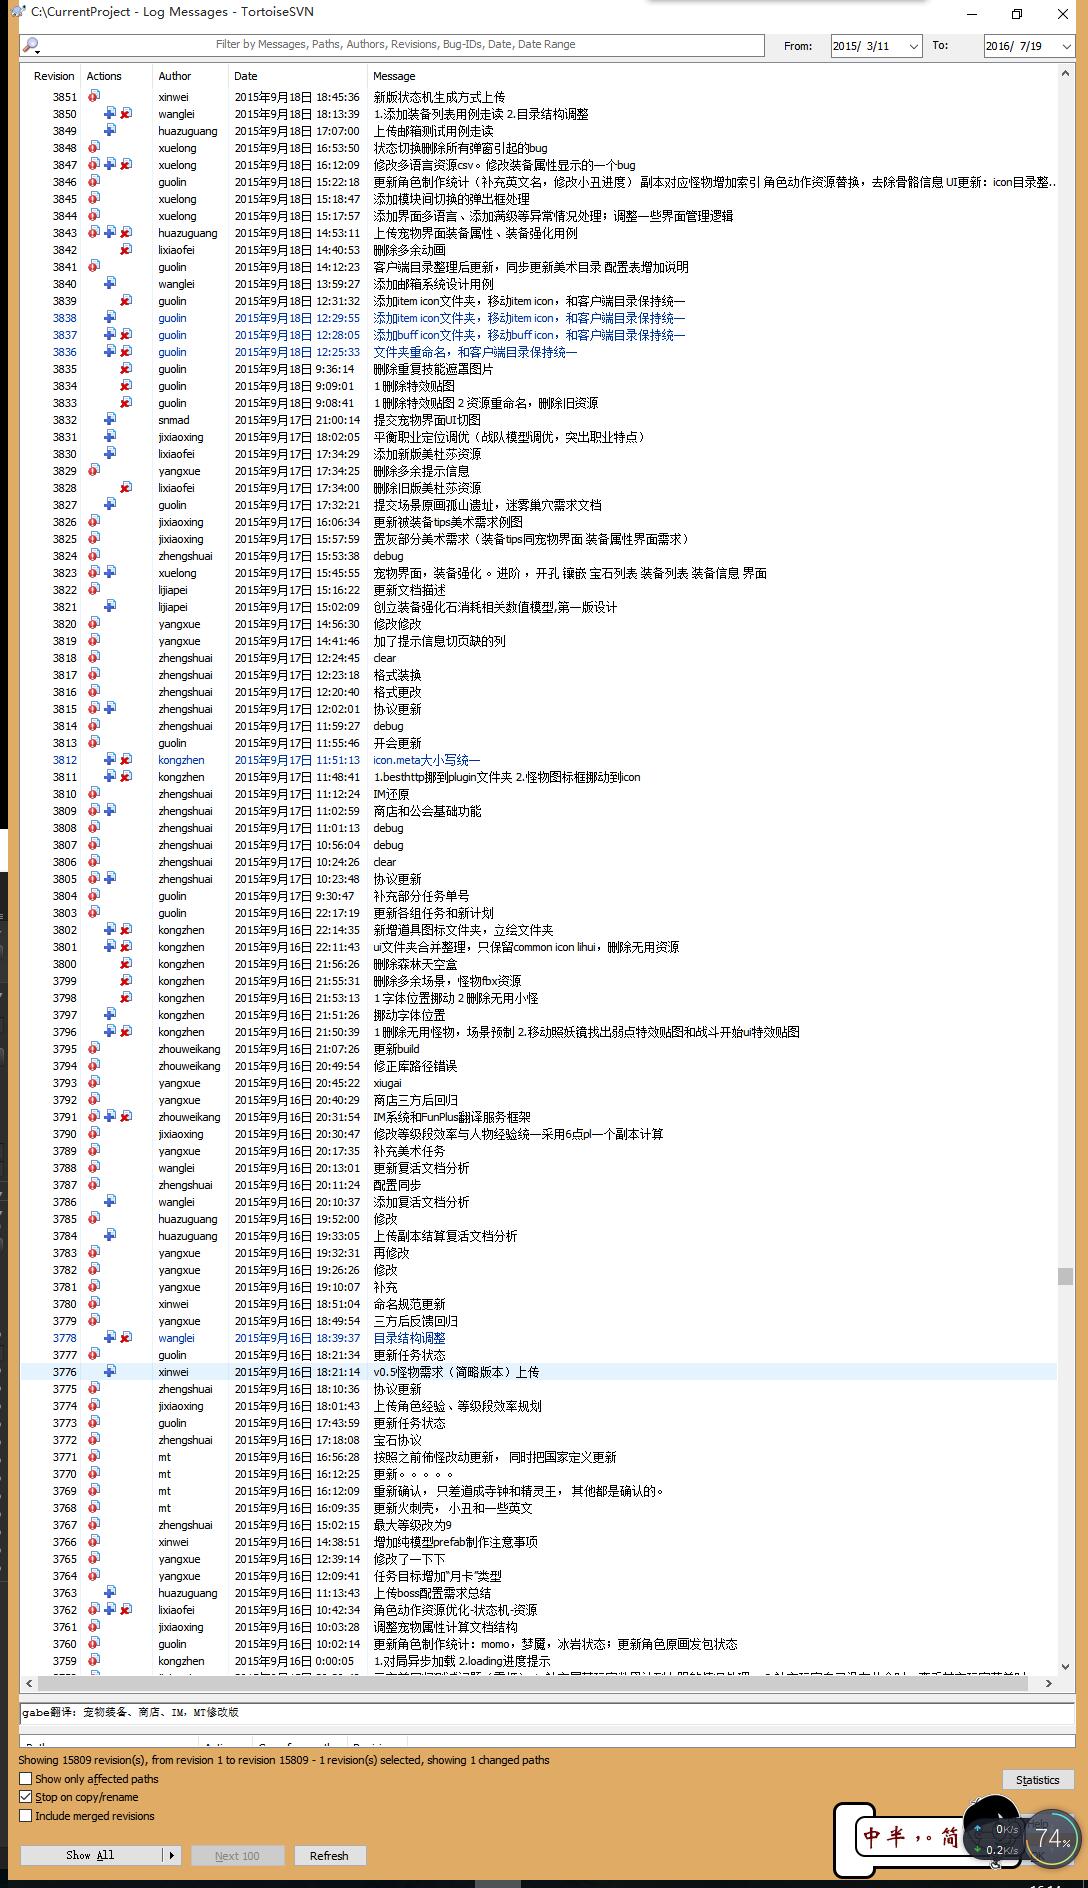 C:\CurrentProject - Log Messages - TortoiseSVN
Filter by Messages, Paths, Authors, Revisions, Bug-IDs, Date, Date Range From: 2015/ 3/11 To: 2016/ 7/19
Revision Actions Author Date Message
3851 xinwei 2015年9月18日 18:45:36 新版状态机生成方式上传
3850 wanglei 2015年9月18日 18:13:39 1.添加装备列表用例走读 2.目录结构调整
3849 huazuguang 2015年9月18日 17:07:00 上传邮箱测试用例走读
3848 xuelong 2015年9月18日 16:53:50 状态切换删除所有弹窗引起的bug
3847 xuelong 2015年9月18日 16:12:09 修改多语言资源csv。修改装备属性显示的一个bug
3846 guolin 2015年9月18日 15:22:18 更新角色制作统计（补充英文名，修改小丑进度） 副本对应怪物增加索引 角色动作资源替换，去除骨骼信息 UI更新：icon目录整...
3845 xuelong 2015年9月18日 15:18:47 添加模块间切换的弹出框处理
3844 xuelong 2015年9月18日 15:17:57 添加界面多语言、添加满级等异常情况处理；调整一些界面管理逻辑
3843 huazuguang 2015年9月18日 14:53:11 上传宠物界面装备属性、装备强化用例
3842 lixiaofei 2015年9月18日 14:40:53 删除多余动画
3841 guolin 2015年9月18日 14:12:23 客户端目录整理后更新，同步更新美术目录 配置表增加说明
3840 wanglei 2015年9月18日 13:59:27 添加邮箱系统设计用例
3839 guolin 2015年9月18日 12:31:32 添加item icon文件夹，移动item icon，和客户端目录保持统一
3838 guolin 2015年9月18日 12:29:55 添加item icon文件夹，移动item icon，和客户端目录保持统一
3837 guolin 2015年9月18日 12:28:05 添加buff icon文件夹，移动buff icon，和客户端目录保持统一
3836 guolin 2015年9月18日 12:25:33 文件夹重命名，和客户端目录保持统一
3835 guolin 2015年9月18日 9:36:14 删除重复技能遮罩图片
3834 guolin 2015年9月18日 9:09:01 1 删除特效贴图
3833 guolin 2015年9月18日 9:08:41 1 删除特效贴图 2 资源重命名，删除旧资源
3832 snmad 2015年9月17日 21:00:14 提交宠物界面UI切图
3831 jixiaoxing 2015年9月17日 18:02:05 平衡职业定位调优（战队模型调优，突出职业特点）
3830 lixiaofei 2015年9月17日 17:34:29 添加新版美杜莎资源
3829 yangxue 2015年9月17日 17:34:25 删除多余提示信息
3828 lixiaofei 2015年9月17日 17:34:00 删除旧版美杜莎资源
3827 guolin 2015年9月17日 17:32:21 提交场景原画孤山遗址，迷雾巢穴需求文档
3826 jixiaoxing 2015年9月17日 16:06:34 更新被装备tips美术需求例图
3825 jixiaoxing 2015年9月17日 15:57:59 置灰部分美术需求（装备tips同宠物界面 装备属性界面需求）
3824 zhengshuai 2015年9月17日 15:53:38 debug
3823 xuelong 2015年9月17日 15:45:55 宠物界面，装备强化 。进阶 ，开孔 镶嵌 宝石列表 装备列表 装备信息 界面
3822 lijiapei 2015年9月17日 15:16:22 更新文档描述
3821 lijiapei 2015年9月17日 15:02:09 创立装备强化石消耗相关数值模型,第一版设计
3820 yangxue 2015年9月17日 14:56:30 修改修改
3819 yangxue 2015年9月17日 14:41:46 加了提示信息切页缺的列
3818 zhengshuai 2015年9月17日 12:24:45 clear
3817 zhengshuai 2015年9月17日 12:23:18 格式装换
3816 zhengshuai 2015年9月17日 12:20:40 格式更改
3815 zhengshuai 2015年9月17日 12:02:01 协议更新
3814 zhengshuai 2015年9月17日 11:59:27 debug
3813 guolin 2015年9月17日 11:55:46 开会更新
3812 kongzhen 2015年9月17日 11:51:13 icon.meta大小写统一
3811 kongzhen 2015年9月17日 11:48:41 1.besthttp挪到plugin文件夹 2.怪物图标框挪动到icon
3810 zhengshuai 2015年9月17日 11:12:24 IM还原
3809 zhengshuai 2015年9月17日 11:02:59 商店和公会基础功能
3808 zhengshuai 2015年9月17日 11:01:13 debug
3807 zhengshuai 2015年9月17日 10:56:04 debug
3806 zhengshuai 2015年9月17日 10:24:26 clear
3805 zhengshuai 2015年9月17日 10:23:48 协议更新
3804 guolin 2015年9月17日 9:30:47 补充部分任务单号
3803 guolin 2015年9月16日 22:17:19 更新各组任务和新计划
3802 kongzhen 2015年9月16日 22:14:35 新增道具图标文件夹，立绘文件夹
3801 kongzhen 2015年9月16日 22:11:43 ui文件夹合并整理，只保留common icon lihui，删除无用资源
3800 kongzhen 2015年9月16日 21:56:26 删除森林天空盒
3799 kongzhen 2015年9月16日 21:55:31 删除多余场景，怪物fbx资源
3798 kongzhen 2015年9月16日 21:53:13 1 字体位置挪动 2 删除无用小怪
3797 kongzhen 2015年9月16日 21:51:26 挪动字体位置
3796 kongzhen 2015年9月16日 21:50:39 1 删除无用怪物，场景预制 2.移动照妖镜找出弱点特效贴图和战斗开始ui特效贴图
3795 zhouweikang 2015年9月16日 21:07:26 更新build
3794 zhouweikang 2015年9月16日 20:49:54 修正库路径错误
3793 yangxue 2015年9月16日 20:45:22 xiugai
3792 yangxue 2015年9月16日 20:40:29 商店三方后回归
3791 zhouweikang 2015年9月16日 20:31:54 IM系统和FunPlus翻译服务框架
3790 jixiaoxing 2015年9月16日 20:30:47 修改等级段效率与人物经验统一采用6点pl一个副本计算
3789 yangxue 2015年9月16日 20:17:35 补充美术任务
3788 wanglei 2015年9月16日 20:13:01 更新复活文档分析
3787 zhengshuai 2015年9月16日 20:11:24 配置同步
3786 wanglei 2015年9月16日 20:10:37 添加复活文档分析
3785 huazuguang 2015年9月16日 19:52:00 修改
3784 huazuguang 2015年9月16日 19:33:05 上传副本结算复活文档分析
3783 yangxue 2015年9月16日 19:32:31 再修改
3782 yangxue 2015年9月16日 19:26:26 修改
3781 yangxue 2015年9月16日 19:10:07 补充
3780 xinwei 2015年9月16日 18:51:04 命名规范更新
3779 yangxue 2015年9月16日 18:49:54 三方后反馈回归
3778 wanglei 2015年9月16日 18:39:37 目录结构调整
3777 guolin 2015年9月16日 18:21:34 更新任务状态
3776 xinwei 2015年9月16日 18:21:14 v0.5怪物需求（简略版本）上传
3775 zhengshuai 2015年9月16日 18:10:36 协议更新
3774 jixiaoxing 2015年9月16日 18:01:43 上传角色经验、等级段效率规划
3773 guolin 2015年9月16日 17:43:59 更新任务状态
3772 zhengshuai 2015年9月16日 17:18:08 宝石协议
3771 mt 2015年9月16日 16:56:28 按照之前佈怪改动更新， 同时把国家定义更新
3770 mt 2015年9月16日 16:12:25 更新。。。。。
3769 mt 2015年9月16日 16:12:09 重新确认， 只差道成寺钟和精灵王， 其他都是确认的。
3768 mt 2015年9月16日 16:09:35 更新火刺壳， 小丑和一些英文
3767 zhengshuai 2015年9月16日 15:02:15 最大等级改为9
3766 xinwei 2015年9月16日 14:38:51 增加纯模型prefab制作注意事项
3765 yangxue 2015年9月16日 12:39:14 修改了一下下
3764 yangxue 2015年9月16日 12:09:41 任务目标增加"月卡"类型
3763 huazuguang 2015年9月16日 11:13:43 上传boss配置需求总结
3762 lixiaofei 2015年9月16日 10:42:34 角色动作资源优化-状态机-资源
3761 jixiaoxing 2015年9月16日 10:03:28 调整宠物属性计算文档结构
3760 guolin 2015年9月16日 10:02:14 更新角色制作统计：momo，梦魇，冰岩状态；更新角色原画发包状态
3759 kongzhen 2015年9月16日 0:00:05 1.对局异步加载 2.loading进度提示
gabe翻译：宠物装备、商店、IM，MT修改版
Showing 15809 revision(s), from revision 1 to revision 15809 - 1 revision(s) selected, showing 1 changed paths
Show only affected paths
Statistics
Stop on copy/rename
Include merged revisions
Help
中半，。简
0K/s
0.2K/s
74%
Show All Next 100 Refresh